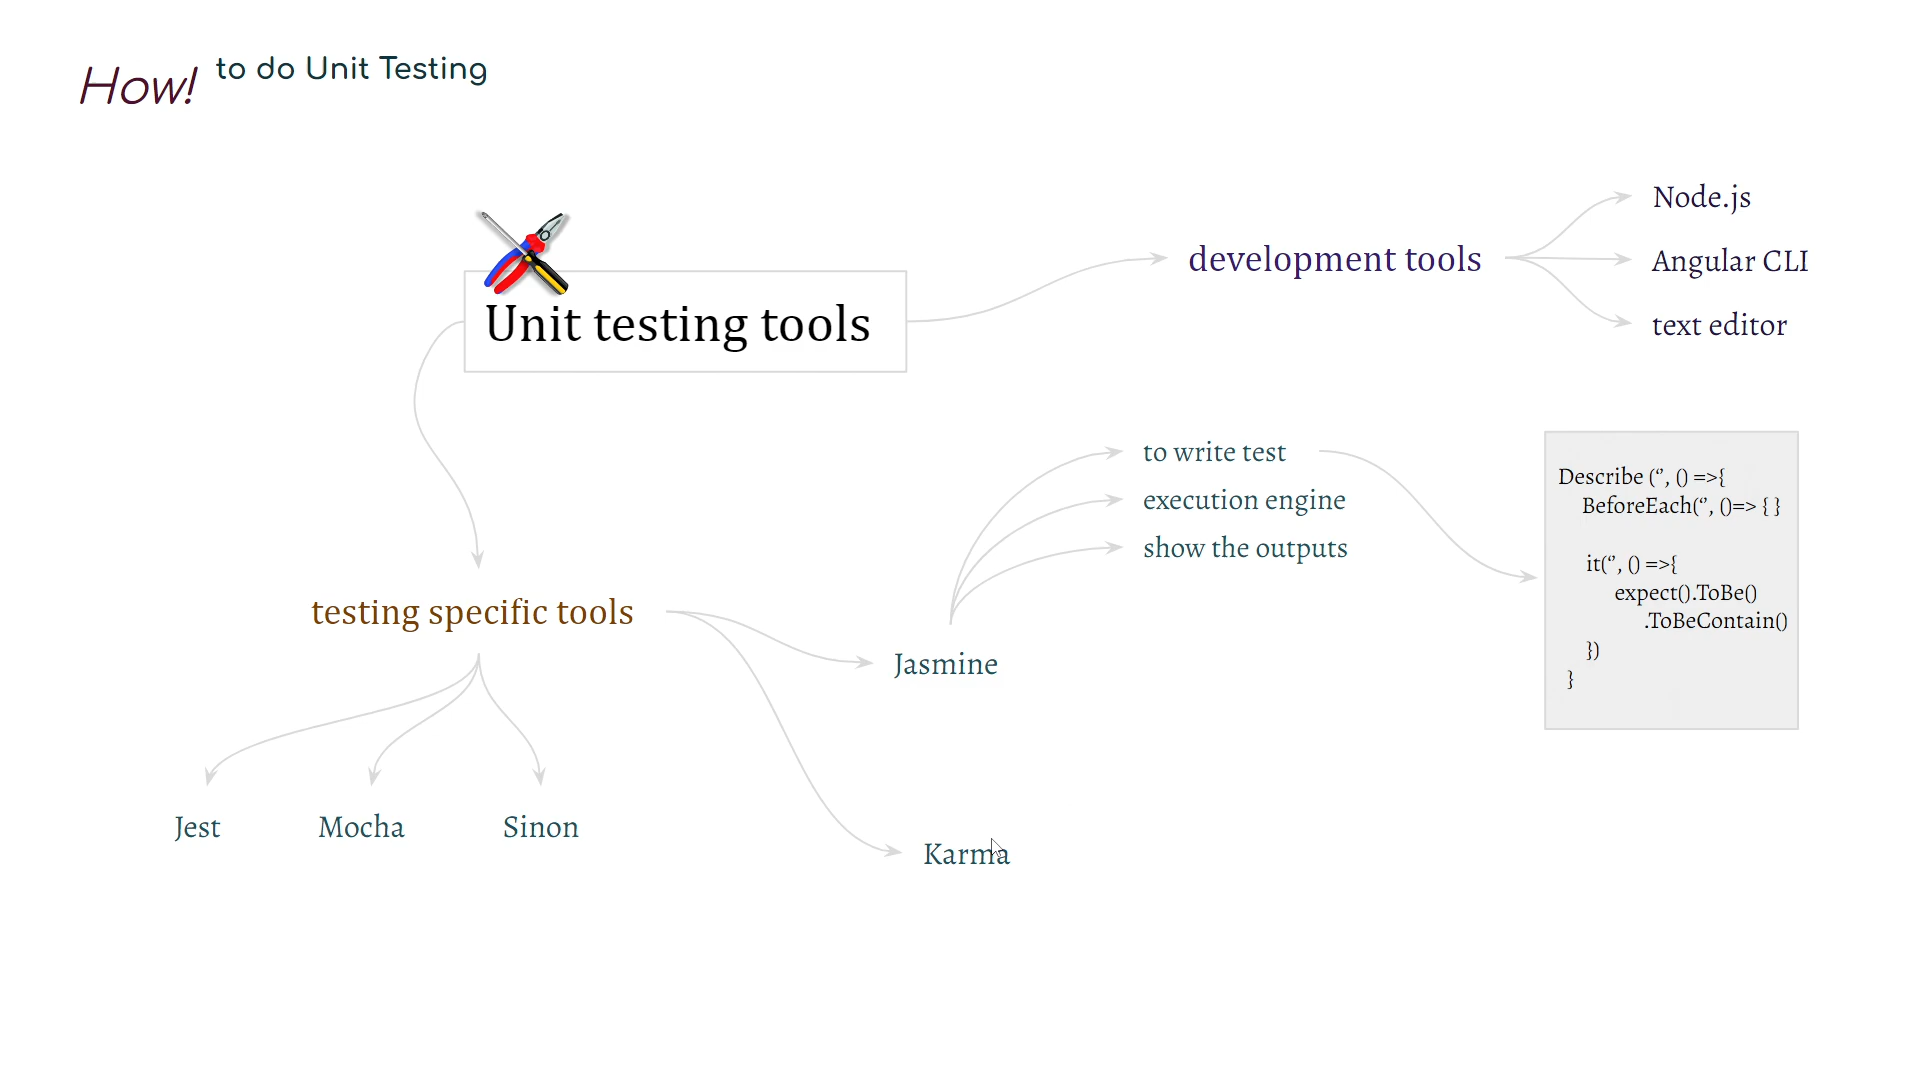 How! to do Unit Testing
Unit testing tools
development tools
Node.js
Angular CLI
text editor
testing specific tools
Jest
Mocha
Sinon
Jasmine
to write test
execution engine
show the outputs
Describe (‘’, () =>{
BeforeEach(‘’, ()=> { }
it(‘’, () =>{
expect().ToBe()
.ToBeContain()
})
}
Karma